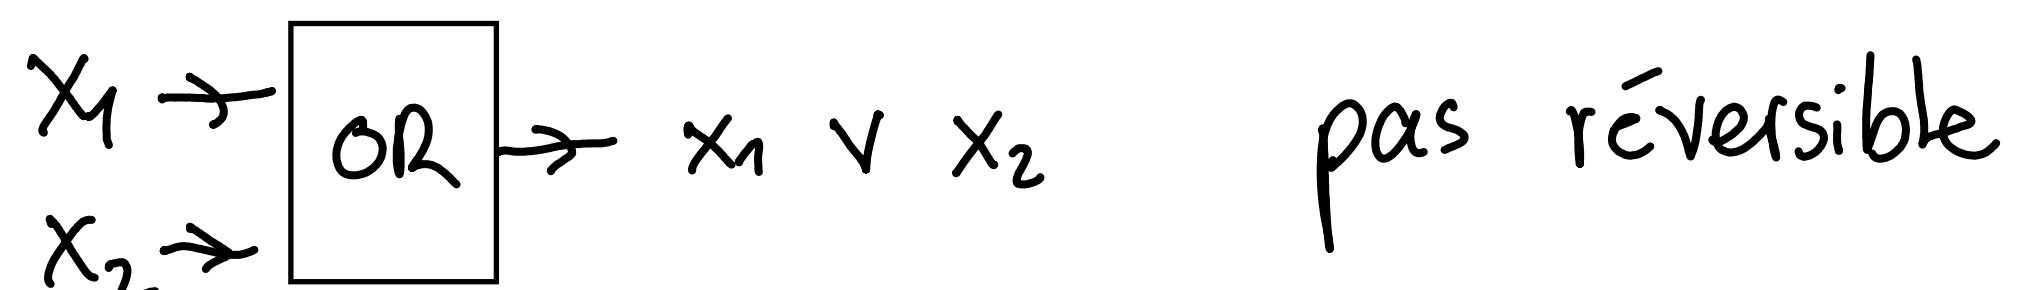 x₁ → OR → x₁ ∨ x₂ pas réversible
x₂ →